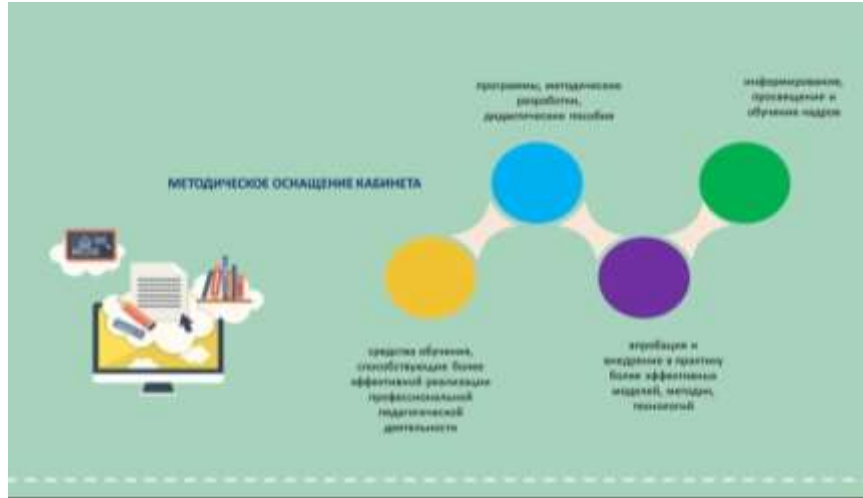 МЕТОДИЧЕСКОЕ ОСНАЩЕНИЕ КАБИНЕТА
средства обучения,
способствующие более
эффективной реализации
профессиональной
педагогической
деятельности
программы, методические
разработки,
дидактические пособия
апробация и
внедрение в практику
более эффективных
моделей, методик,
технологий
информирование,
просвещение и
обучение кадров